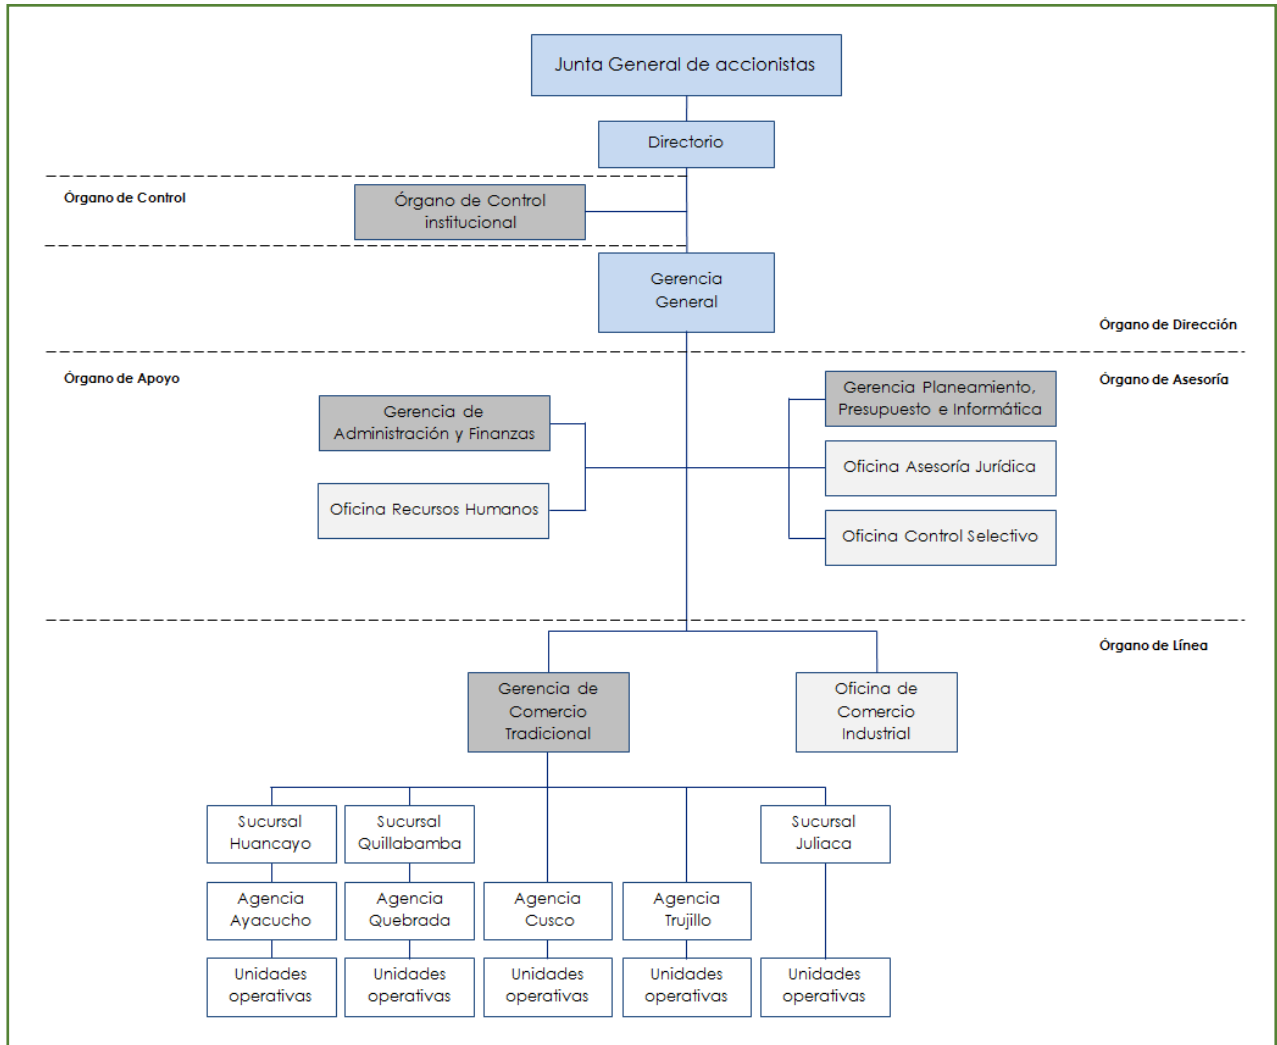 Junta General de accionistas
Directorio
Órgano de Control
Órgano de Control
institucional
Gerencia
General
Órgano de Dirección
Órgano de Apoyo
Órgano de Asesoría
Gerencia de
Administración y Finanzas
Oficina Recursos Humanos
Gerencia Planeamiento,
Presupuesto e Informática
Oficina Asesoría Jurídica
Oficina Control Selectivo
Órgano de Línea
Gerencia de
Comercio
Tradicional
Oficina de
Comercio
Industrial
Sucursal
Huancayo
Sucursal
Quillabamba
Sucursal
Juliaca
Agencia
Ayacucho
Agencia
Quebrada
Agencia
Cusco
Agencia
Trujillo
Unidades
operativas
Unidades
operativas
Unidades
operativas
Unidades
operativas
Unidades
operativas